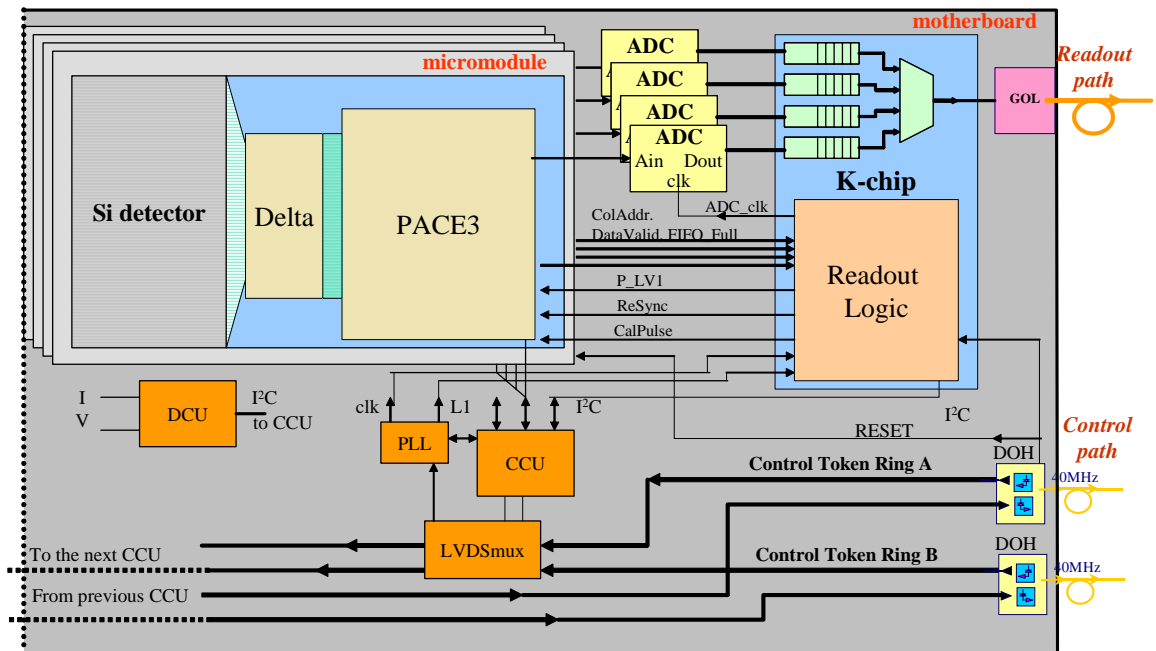 motherboard
micromodule
ADC
ADC
ADC
ADC
Ain Dout
clk
Readout
path
GOL
K-chip
Si detector
Delta
PACE3
ColAddr.
ADC_clk
DataValid, FIFO_Full
P_LV1
ReSync
CalPulse
Readout
Logic
I
V
DCU
I²C
to CCU
clk
L1
I²C
I²C
RESET
PLL
CCU
Control
path
DOH
40MHz
Control Token Ring A
LVDSmux
To the next CCU
Control Token Ring B
DOH
40MHz
From previous CCU